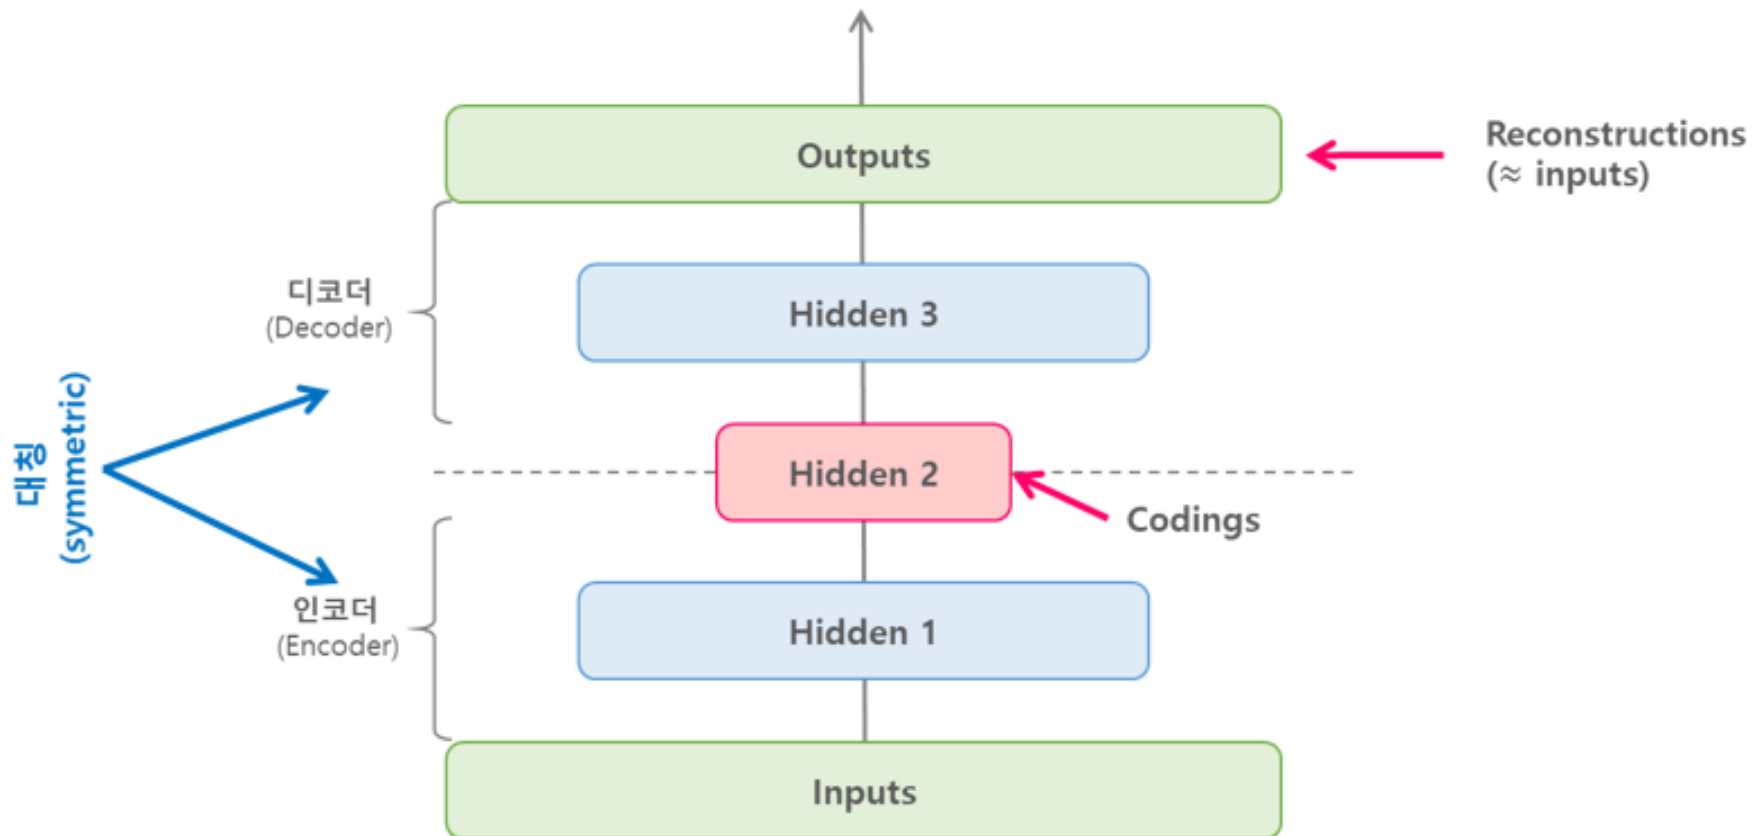 Outputs
Reconstructions
(≈ inputs)
디코더
(Decoder)
Hidden 3
대칭
(symmetric)
Hidden 2
Codings
인코더
(Encoder)
Hidden 1
Inputs